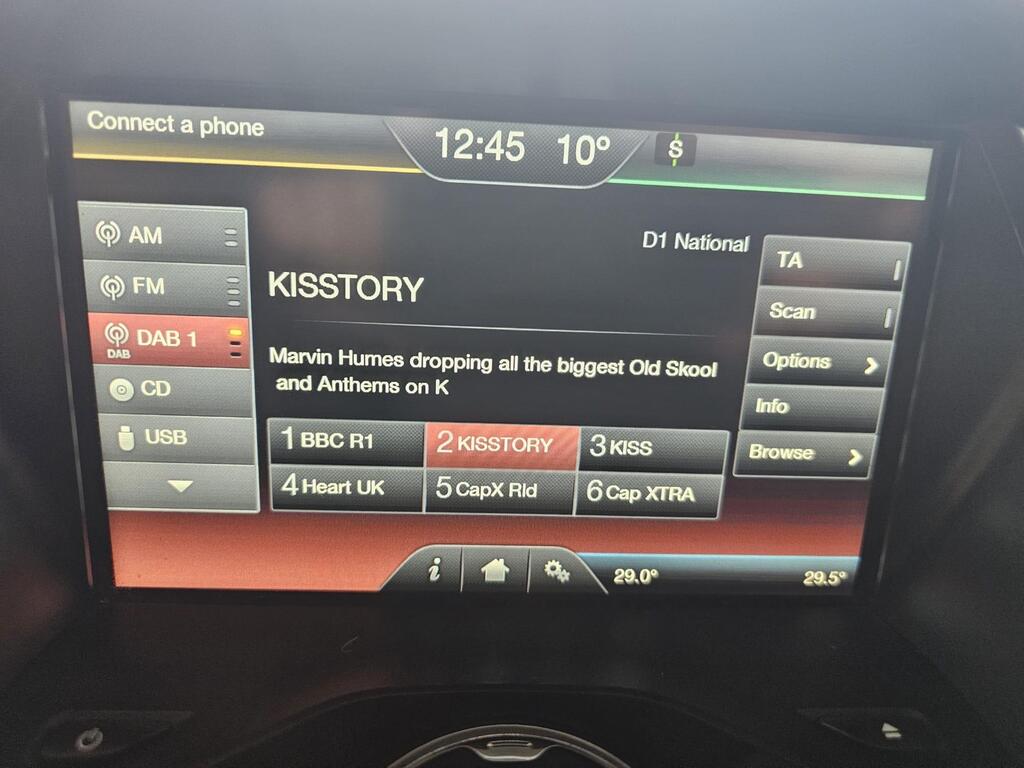 Connect a phone
12:45 10° S
AM
FM
DAB DAB 1
CD
USB
D1 National
KISSTORY
Marvin Humes dropping all the biggest Old Skool
and Anthems on K
1 BBC R1 2 KISSTORY 3 KISS
4 Heart UK 5 CapX Rld 6 Cap XTRA
TA
Scan
Options
Info
Browse
i
29.0° 29.5°